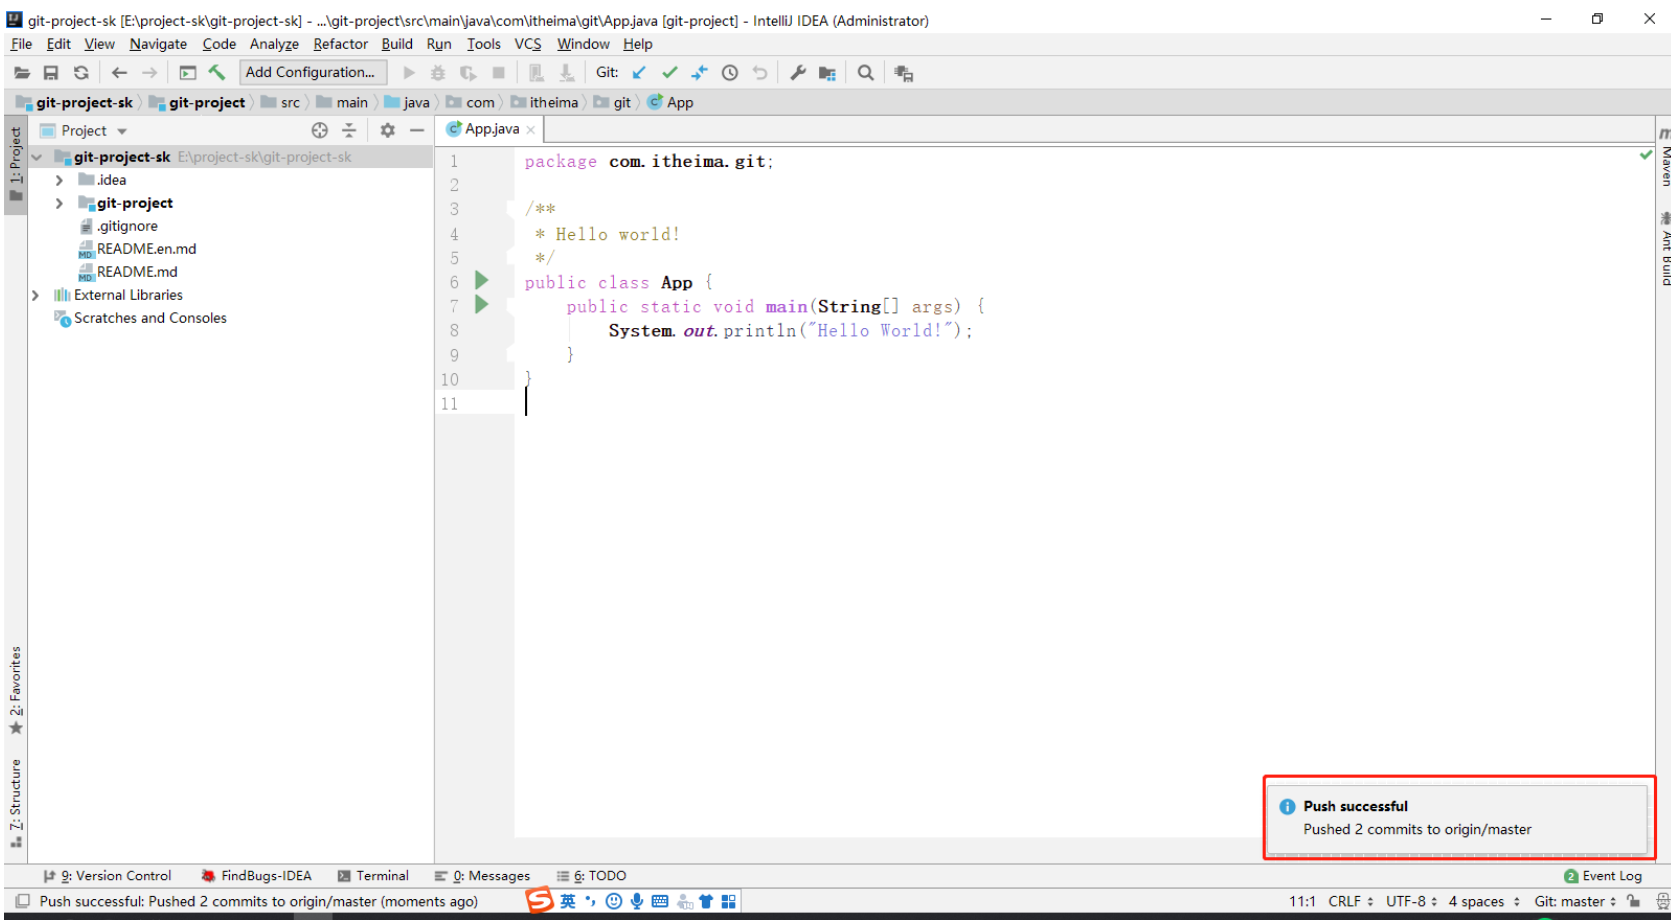 git-project-sk [E:\project-sk\git-project-sk] - ...\git-project\src\main\java\com\itheima\git\App.java [git-project] - IntelliJ IDEA (Administrator)
File Edit View Navigate Code Analyze Refactor Build Run Tools VCS Window Help
Add Configuration... Git:
git-project-sk git-project src main java com itheima git App
Project
App.java
1: Project
git-project-sk E:\project-sk\git-project-sk
.idea
git-project
.gitignore
README.en.md
README.md
External Libraries
Scratches and Consoles
1 package com.itheima.git;
2
3 /**
4 * Hello world!
5 */
6 public class App {
7 public static void main(String[] args) {
8 System.out.println("Hello World!");
9 }
10 }
11
Maven
Ant Build
2: Favorites
7: Structure
Push successful
Pushed 2 commits to origin/master
9: Version Control FindBugs-IDEA Terminal 0: Messages 6: TODO 2 Event Log
Push successful: Pushed 2 commits to origin/master (moments ago) 英 11:1 CRLF UTF-8 4 spaces Git: master